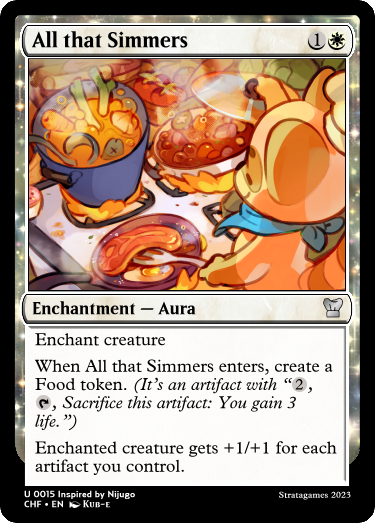 All that Simmers 1
Enchantment — Aura
Enchant creature
When All that Simmers enters, create a
Food token. (It's an artifact with “2,
, Sacrifice this artifact: You gain 3
life.”)
Enchanted creature gets +1/+1 for each
artifact you control.
U 0015 Inspired by Nijugo
CHF • EN Kub-e
Stratagames 2023